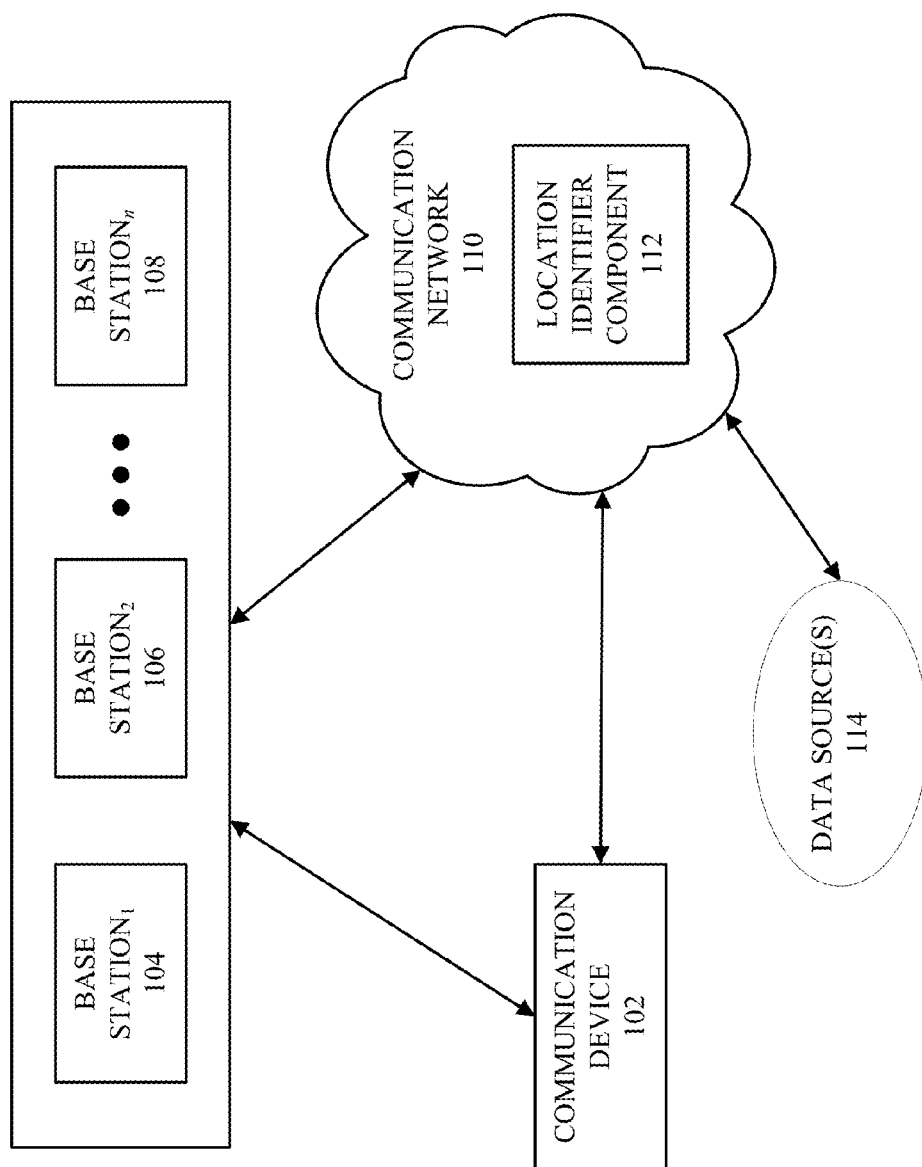 BASE
STATION₁
104
BASE
STATION₂
106
BASE
STATIONₙ
108
COMMUNICATION
DEVICE
102
COMMUNICATION
NETWORK
110
LOCATION
IDENTIFIER
COMPONENT
112
DATA SOURCE(S)
114